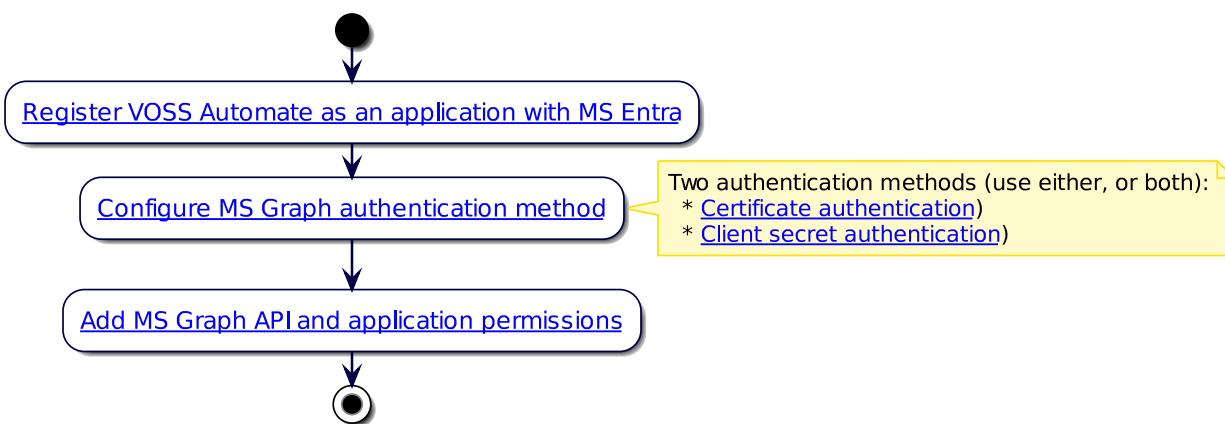 Register VOSS Automate as an application with MS Entra
Configure MS Graph authentication method
Two authentication methods (use either, or both):
* Certificate authentication)
* Client secret authentication)
Add MS Graph API and application permissions